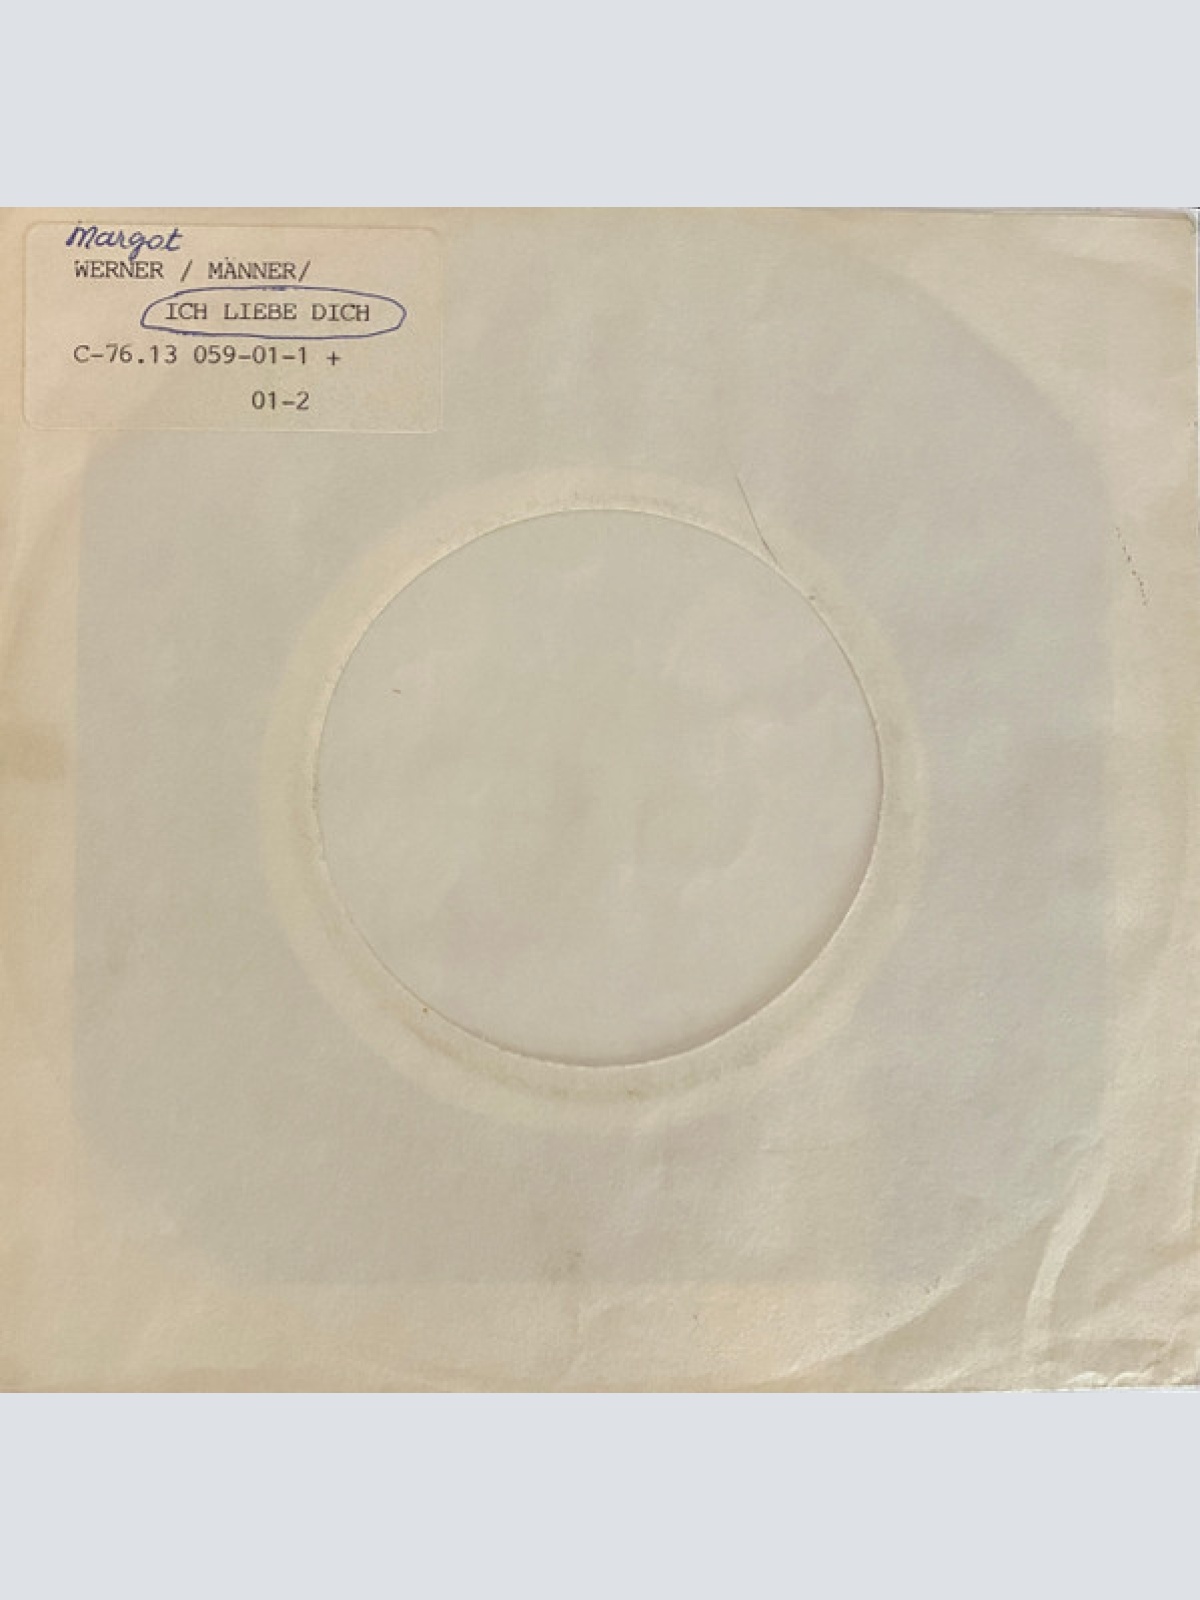 Margot
WERNER / MÄNNER/
ICH LIEBE DICH
C-76.13 059-01-1 +
01-2